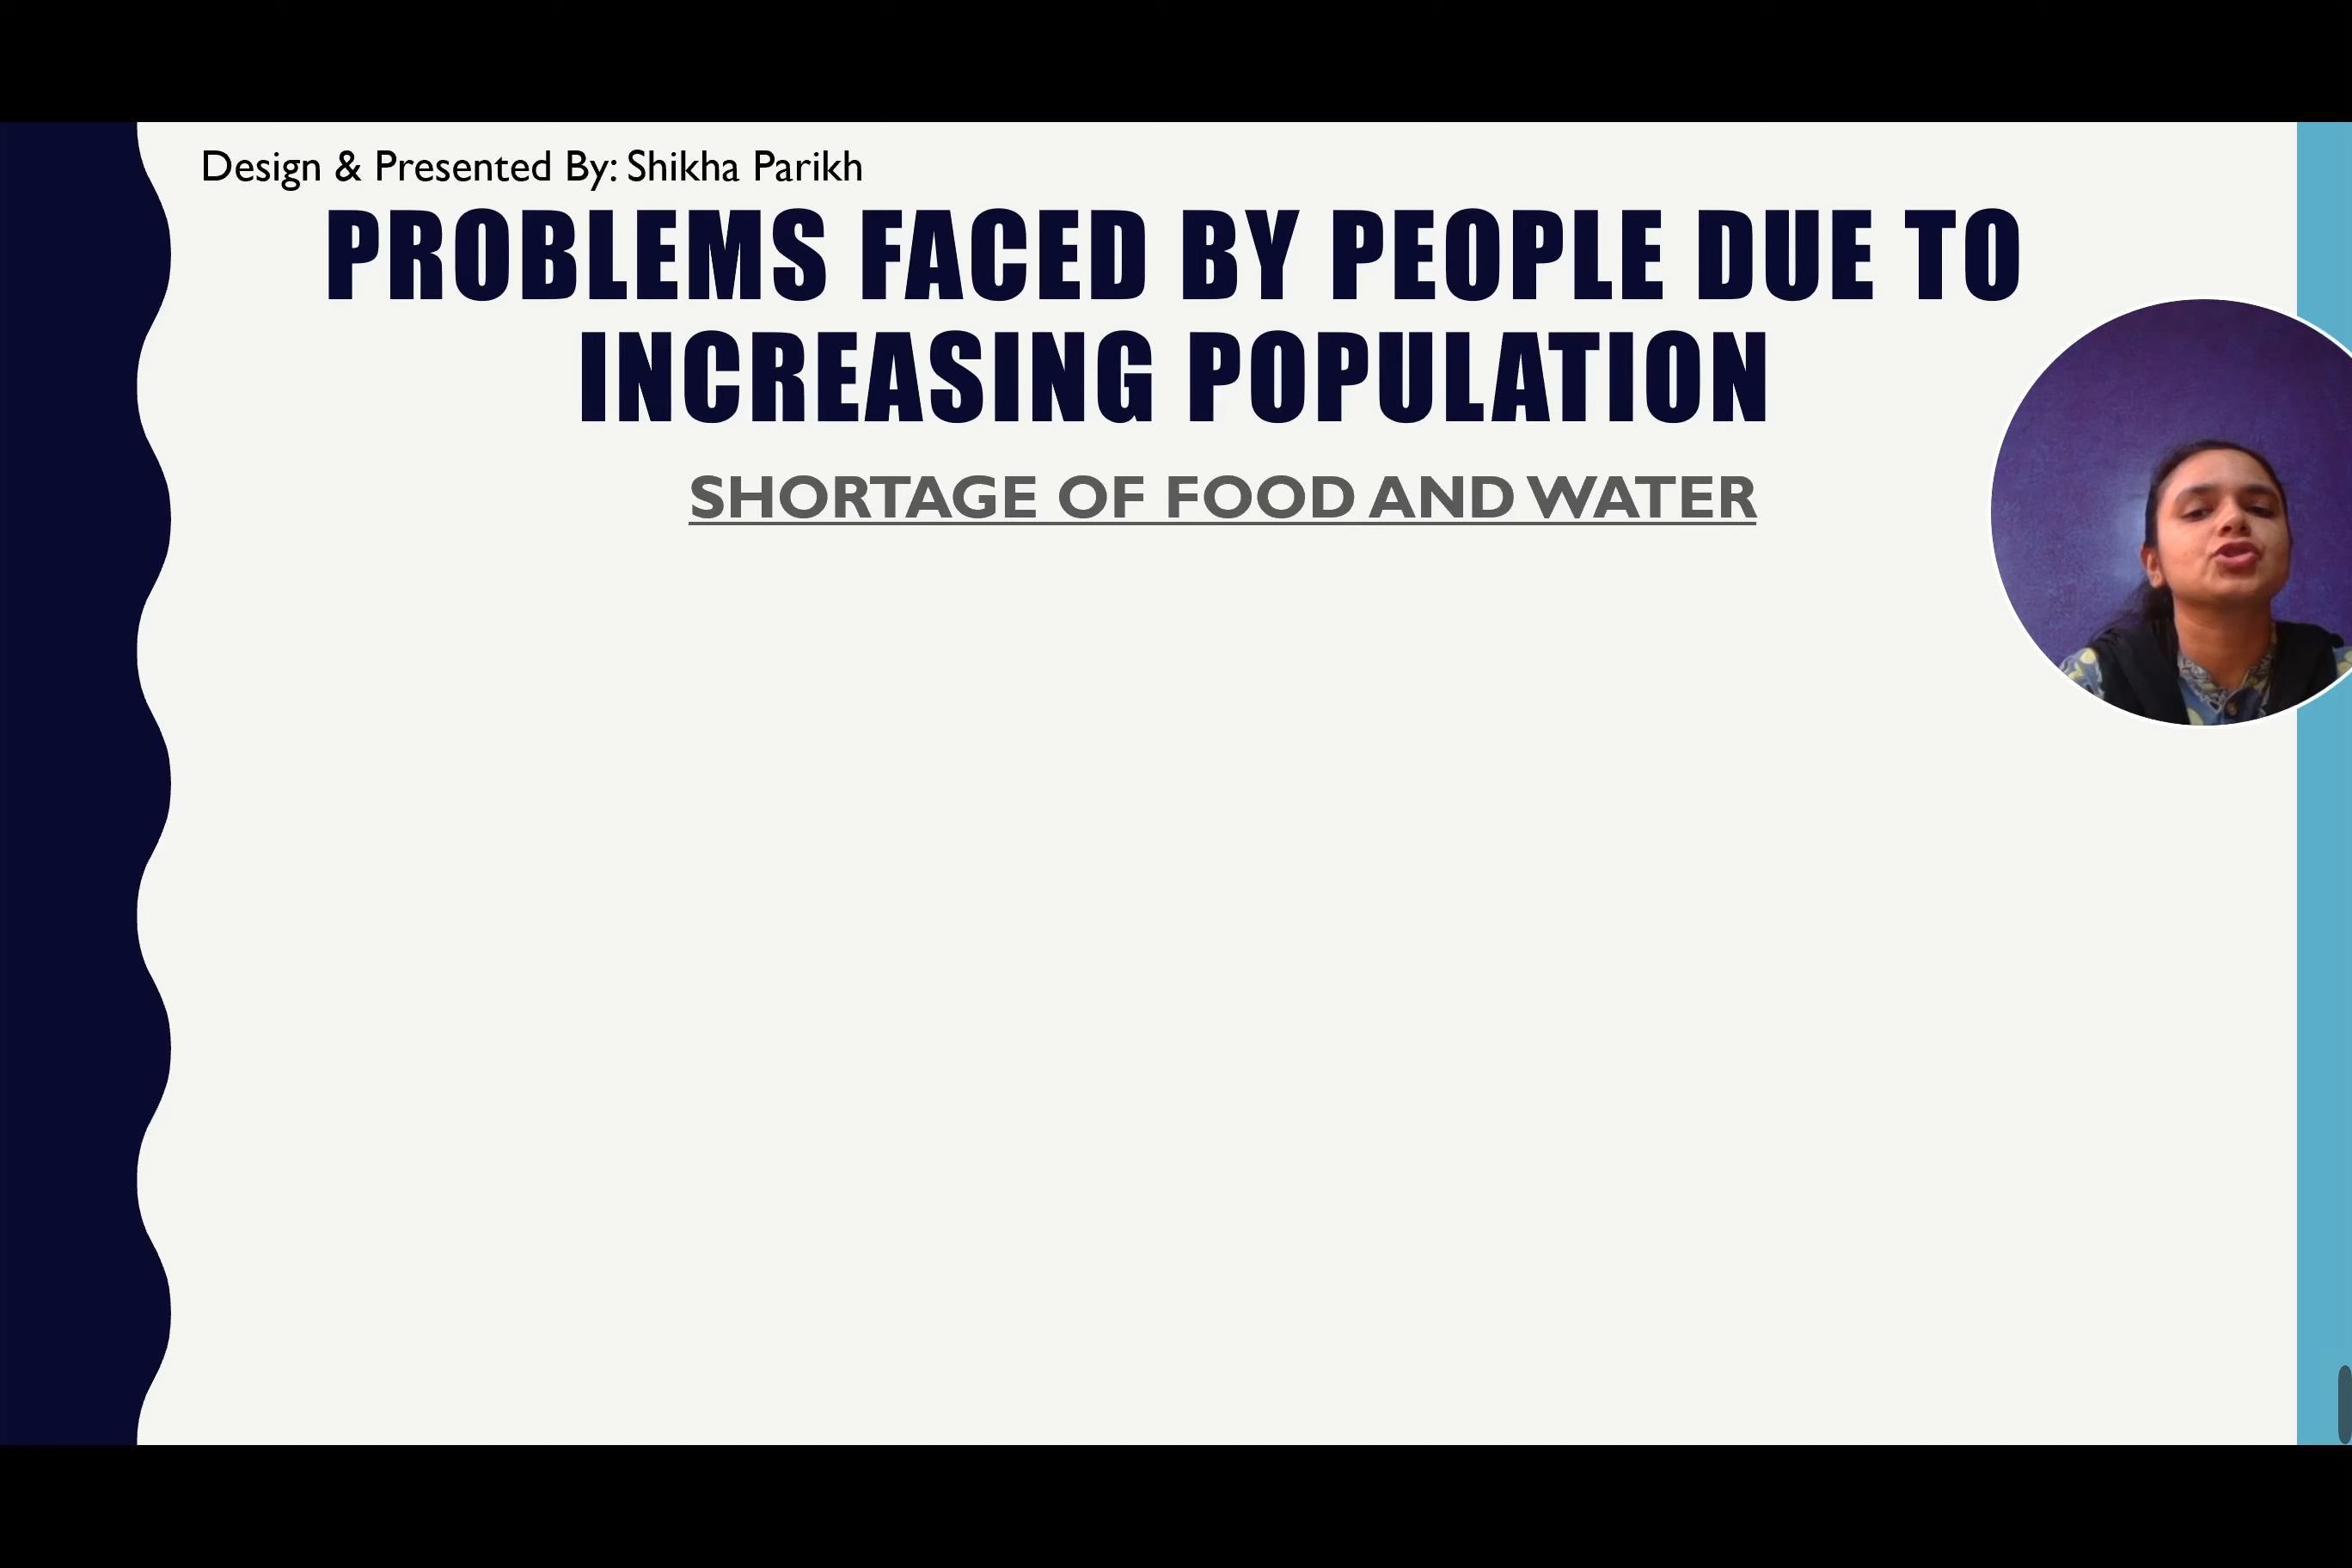 Design & Presented By: Shikha Parikh
PROBLEMS FACED BY PEOPLE DUE TO
INCREASING POPULATION
SHORTAGE OF FOOD AND WATER